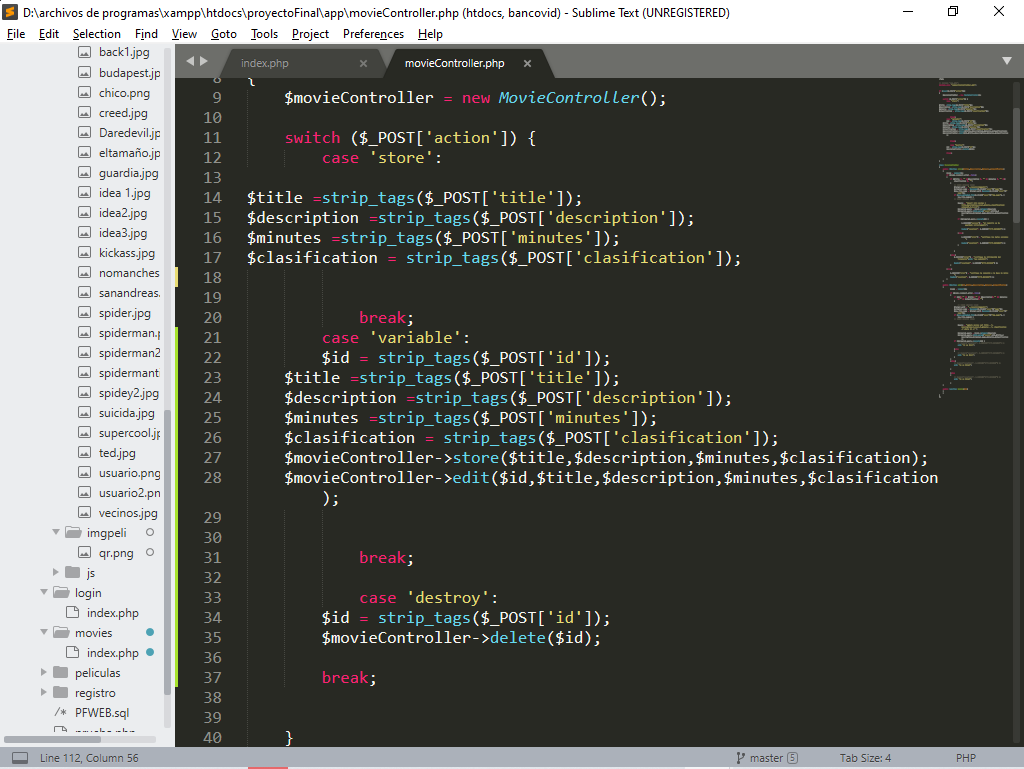 D:\archivos de programas\xampp\htdocs\proyectoFinal\app\movieController.php (htdocs, bancovid) - Sublime Text (UNREGISTERED)
File Edit Selection Find View Goto Tools Project Preferences Help
index.php × movieController.php ×
back1.jpg
budapest.jp
chico.png
creed.jpg
Daredevil.jp
eltamaño.jp
guardia.jpg
idea 1.jpg
idea2.jpg
idea3.jpg
kickass.jpg
nomanches
sanandreas.
spider.jpg
spiderman.p
spiderman2
spidermant
spidey2.jpg
suicida.jpg
supercool.jp
ted.jpg
usuario.png
usuario2.pn
vecinos.jpg
imgpeli
qr.png
js
login
index.php
movies
index.php
peliculas
registro
/* PFWEB.sql
prueba.php
8 {
9 $movieController = new MovieController();
10
11 switch ($_POST['action']) {
12 case 'store':
13
14 $title =strip_tags($_POST['title']);
15 $description =strip_tags($_POST['description']);
16 $minutes =strip_tags($_POST['minutes']);
17 $clasification = strip_tags($_POST['clasification']);
18
19
20 break;
21 case 'variable':
22 $id = strip_tags($_POST['id']);
23 $title =strip_tags($_POST['title']);
24 $description =strip_tags($_POST['description']);
25 $minutes =strip_tags($_POST['minutes']);
26 $clasification = strip_tags($_POST['clasification']);
27 $movieController->store($title,$description,$minutes,$clasification);
28 $movieController->edit($id,$title,$description,$minutes,$clasification
);
29
30
31 break;
32
33 case 'destroy':
34 $id = strip_tags($_POST['id']);
35 $movieController->delete($id);
36
37 break;
38
39
40 }
Line 112, Column 56 master 5 Tab Size: 4 PHP